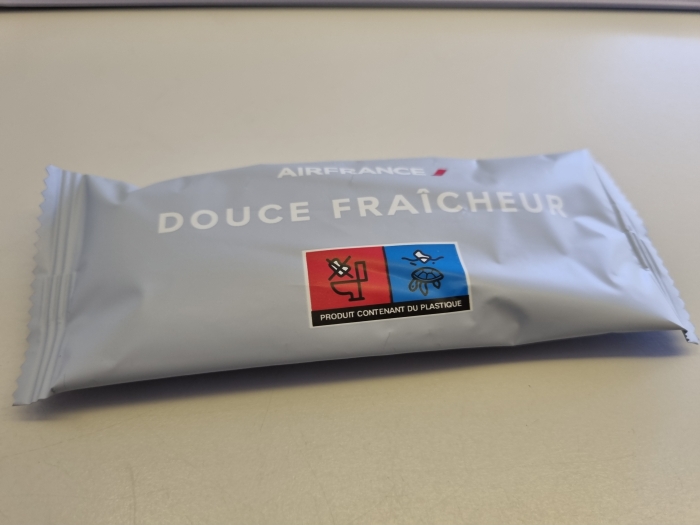 AIRFRANCE
DOUCE FRAÎCHEUR
PRODUIT CONTENANT DU PLASTIQUE